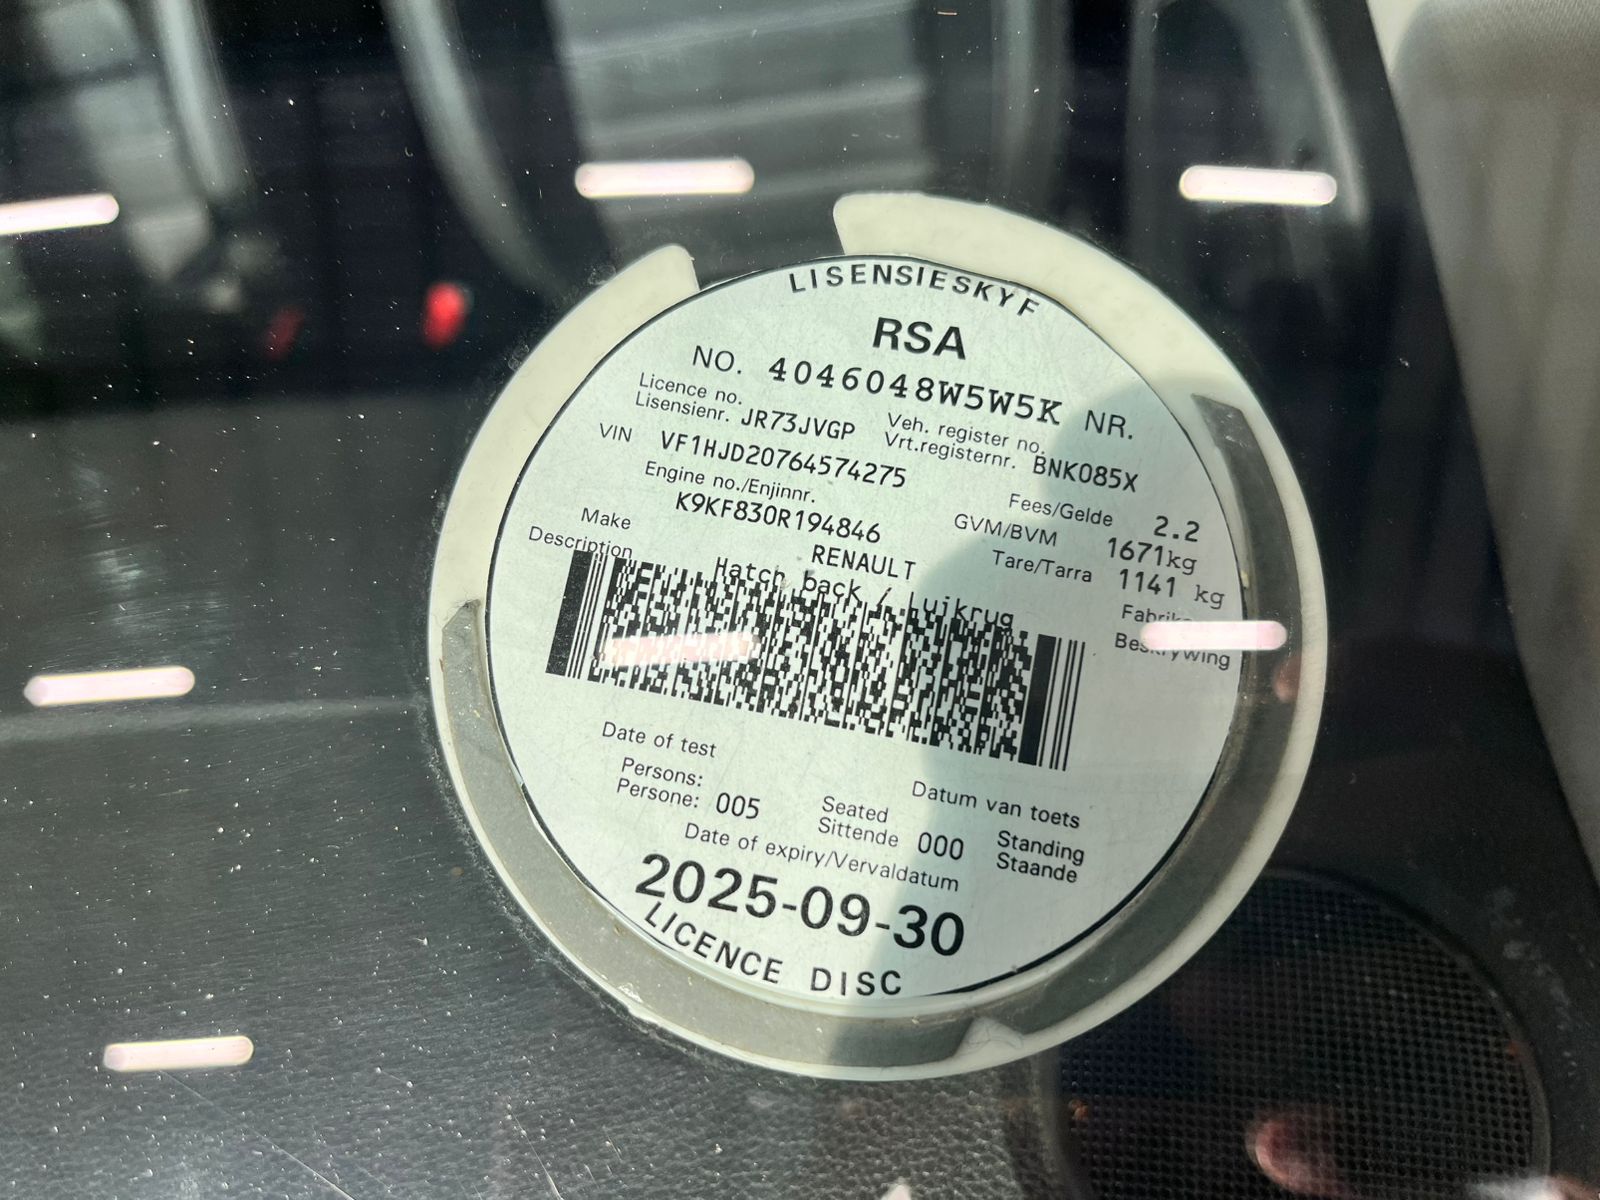 LISENSIESKYF
RSA
NO. 4046048W5W5K NR.
Licence no.
Lisensienr. JR73JVGP
Veh. register no.
Vrt.registernr. BNK085X
VIN VF1HJD20764574275
Engine no./Enjinnr.
K9KF830R194846
Fees/Gelde 2.2
GVM/BVM 1671kg
Tare/Tarra 1141 kg
Make RENAULT
Description Hatch back / Luikrug
Beskrywing
Date of test Datum van toets
Persons:
Persone: 005
Seated
Sittende 000
Standing
Staande
Date of expiry/Vervaldatum
2025-09-30
LICENCE DISC